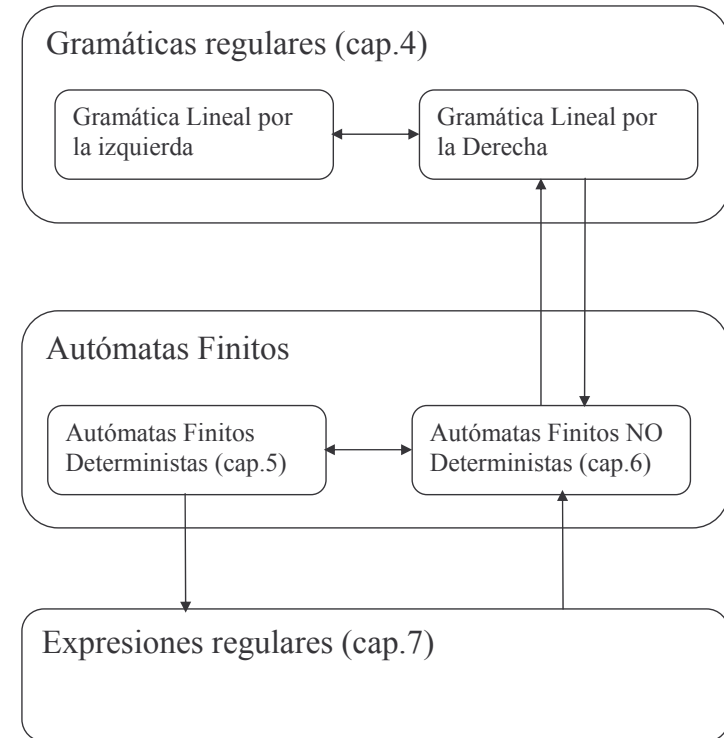 Gramáticas regulares (cap.4)
Gramática Lineal por
la izquierda
Gramática Lineal por
la Derecha
Autómatas Finitos
Autómatas Finitos
Deterministas (cap.5)
Autómatas Finitos NO
Deterministas (cap.6)
Expresiones regulares (cap.7)